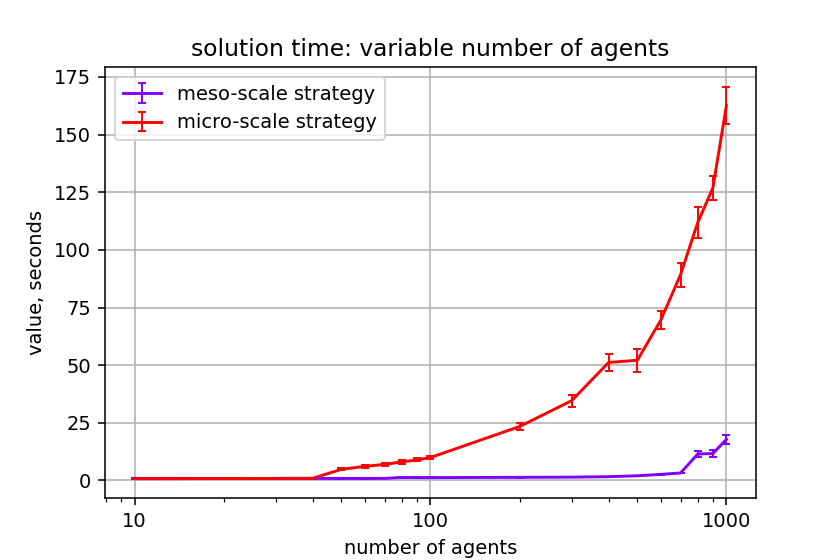 solution time: variable number of agents
meso-scale strategy
micro-scale strategy
value, seconds
175
150
125
100
75
50
25
0
10
100
1000
number of agents